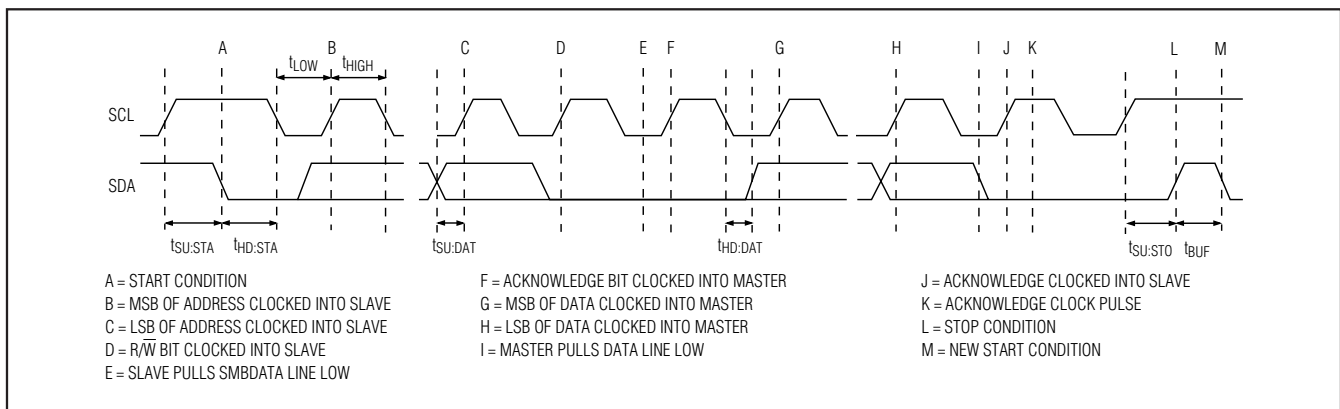 A B C D E F G H I J K L M
tLOW tHIGH
SCL
SDA
tSU:STA tHD:STA tSU:DAT tHD:DAT tSU:STO tBUF
A = START CONDITION
B = MSB OF ADDRESS CLOCKED INTO SLAVE
C = LSB OF ADDRESS CLOCKED INTO SLAVE
D = R/W̅ BIT CLOCKED INTO SLAVE
E = SLAVE PULLS SMBDATA LINE LOW
F = ACKNOWLEDGE BIT CLOCKED INTO MASTER
G = MSB OF DATA CLOCKED INTO MASTER
H = LSB OF DATA CLOCKED INTO MASTER
I = MASTER PULLS DATA LINE LOW
J = ACKNOWLEDGE CLOCKED INTO SLAVE
K = ACKNOWLEDGE CLOCK PULSE
L = STOP CONDITION
M = NEW START CONDITION